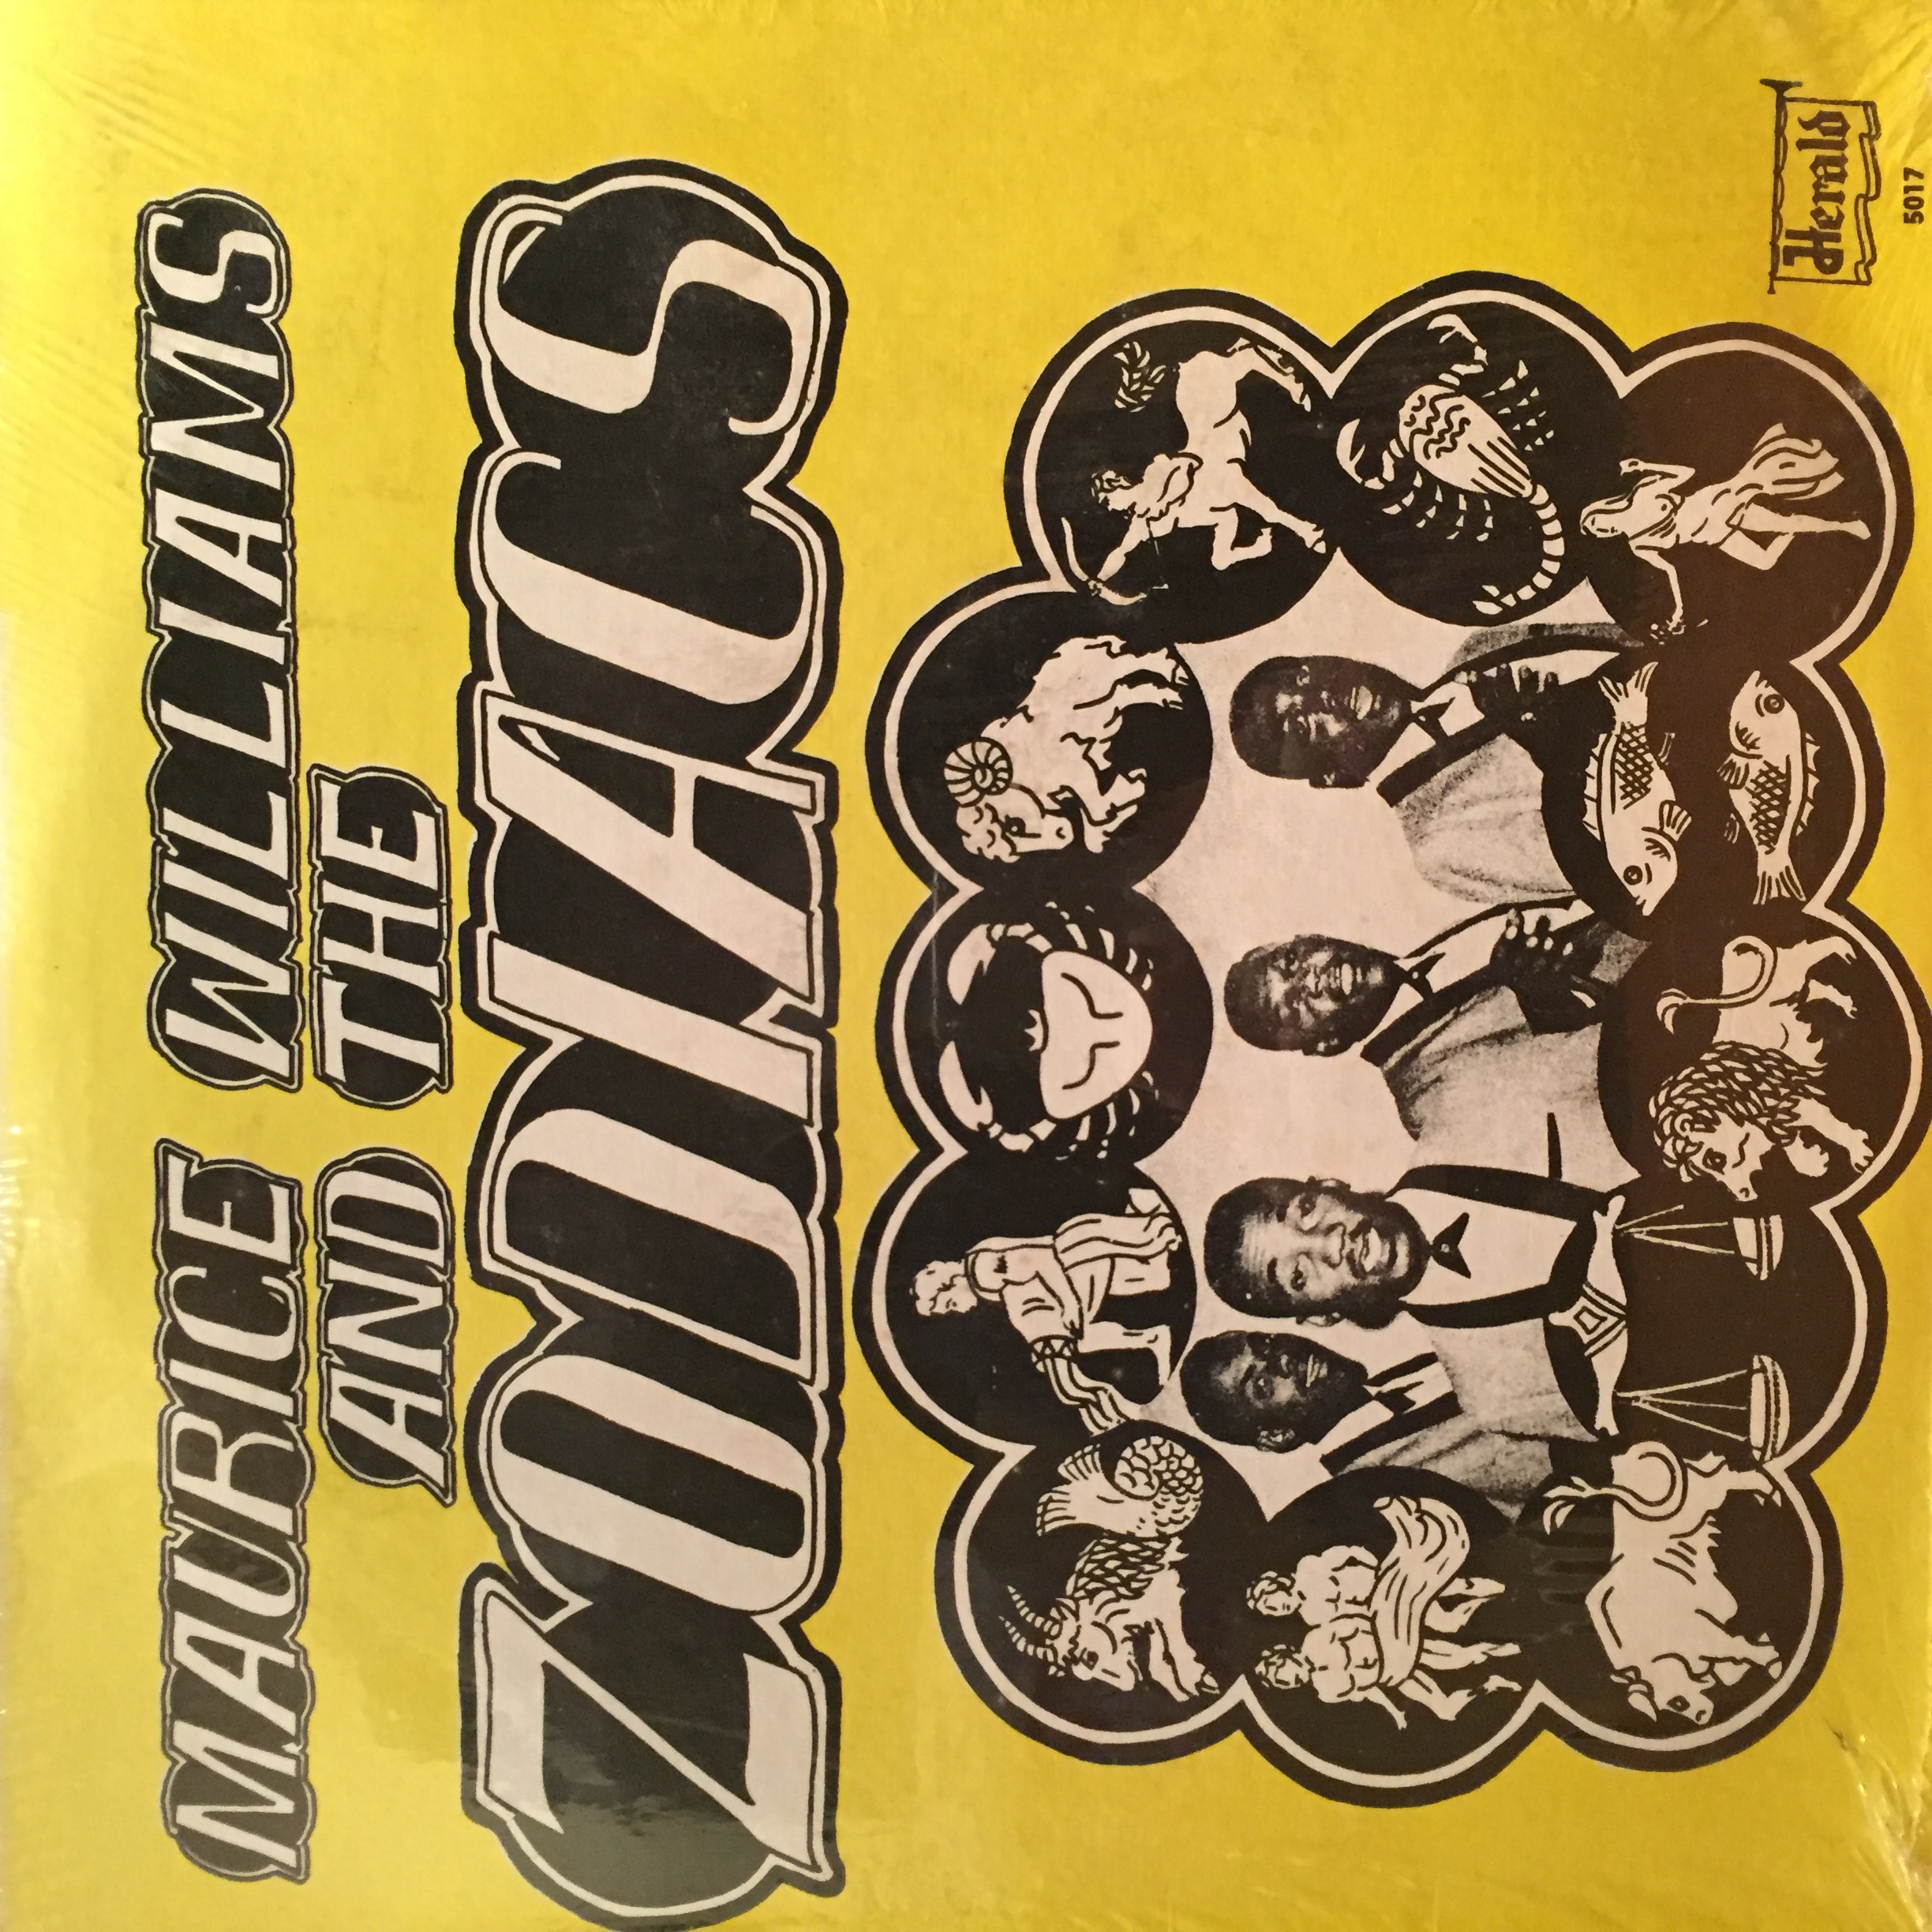 MAURICE WILLIAMS
AND THE
ZODIACS
Herald
5017